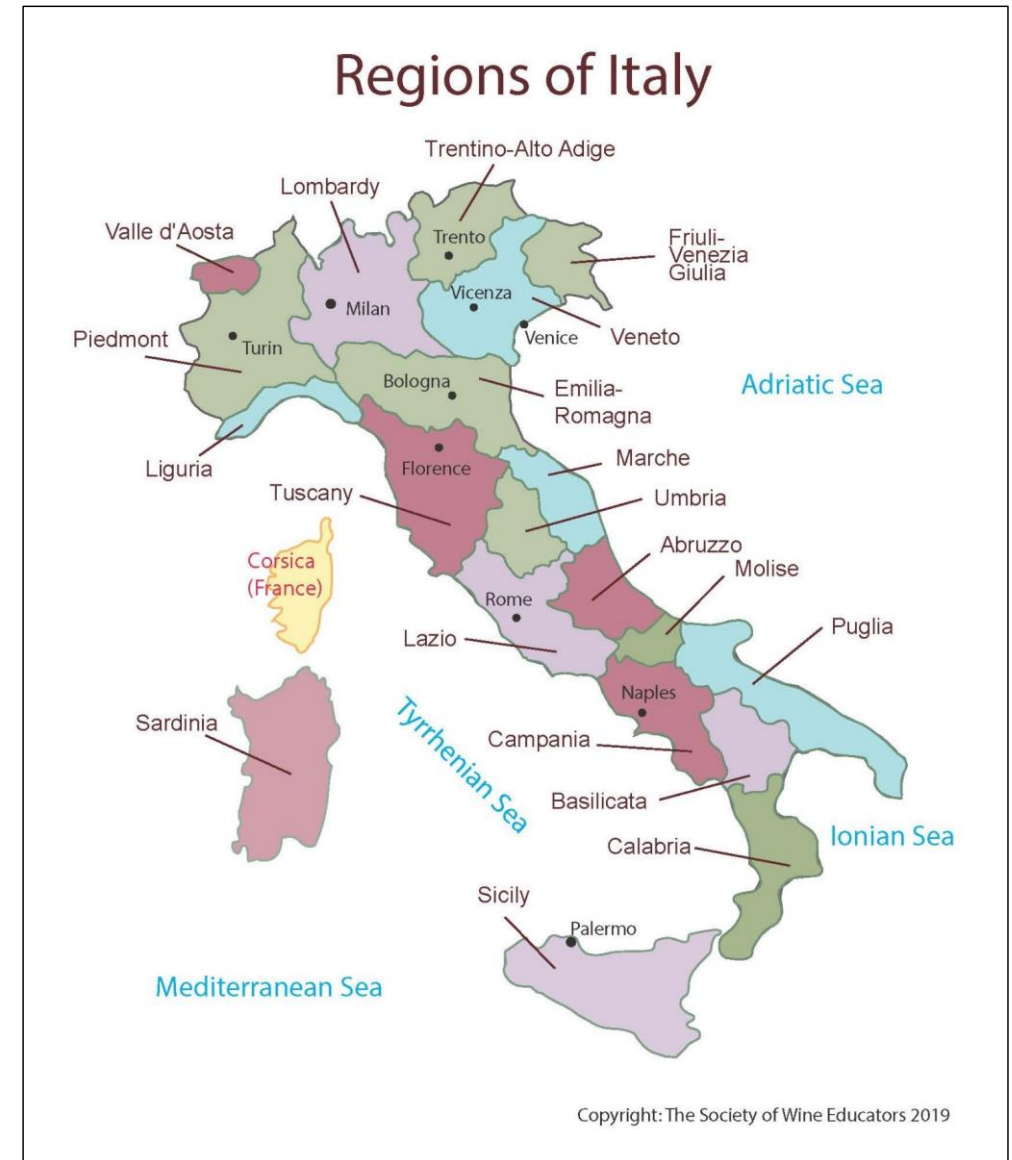 Regions of Italy
Trentino-Alto Adige
Lombardy
Valle d'Aosta
Trento
Friuli-
Venezia
Giulia
Vicenza
Milan
Piedmont
Turin
Venice
Veneto
Bologna
Emilia-
Romagna
Adriatic Sea
Liguria
Florence
Marche
Tuscany
Umbria
Abruzzo
Corsica
(France)
Molise
Rome
Lazio
Puglia
Naples
Sardinia
Tyrrhenian Sea
Campania
Basilicata
Calabria
Ionian Sea
Sicily
Palermo
Mediterranean Sea
Copyright: The Society of Wine Educators 2019